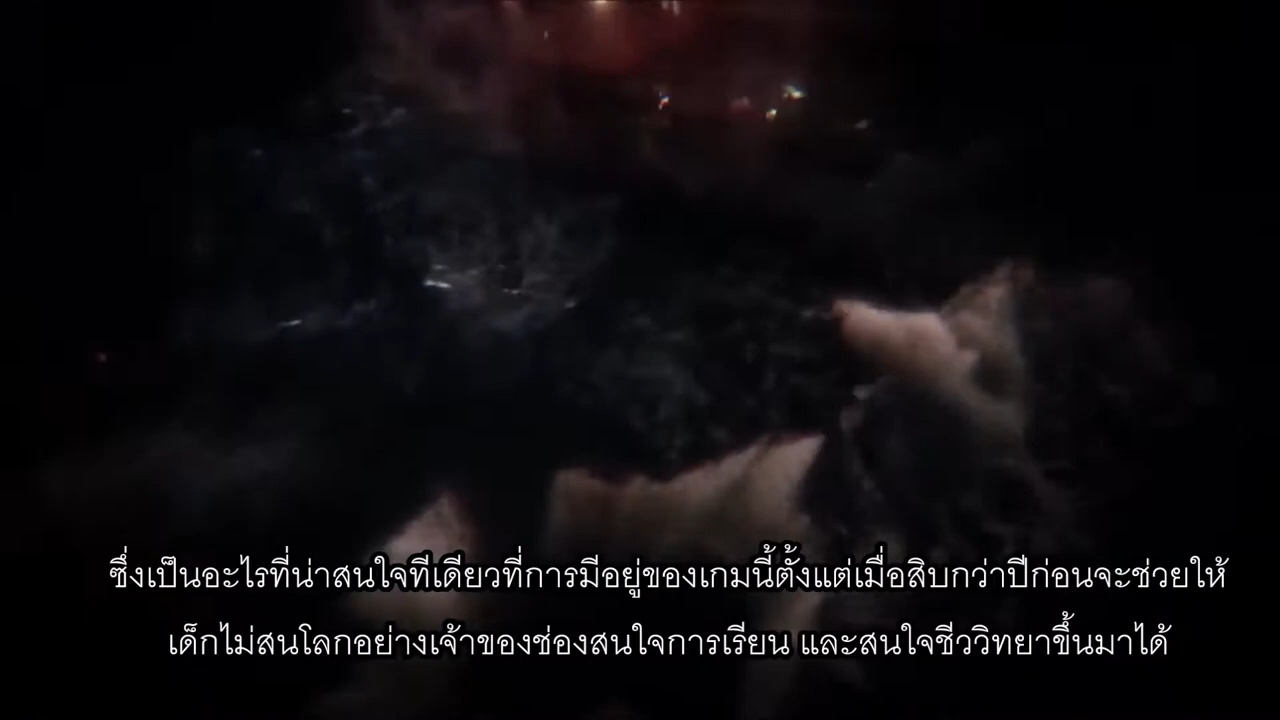 ซึ่งเป็นอะไรที่น่าสนใจทีเดียวที่การมีอยู่ของเกมนี้ตั้งแต่เมื่อสิบกว่าปีก่อนจะช่วยให้
เด็กไม่สนโลกอย่างเจ้าของช่องสนใจการเรียน และสนใจชีววิทยาขึ้นมาได้